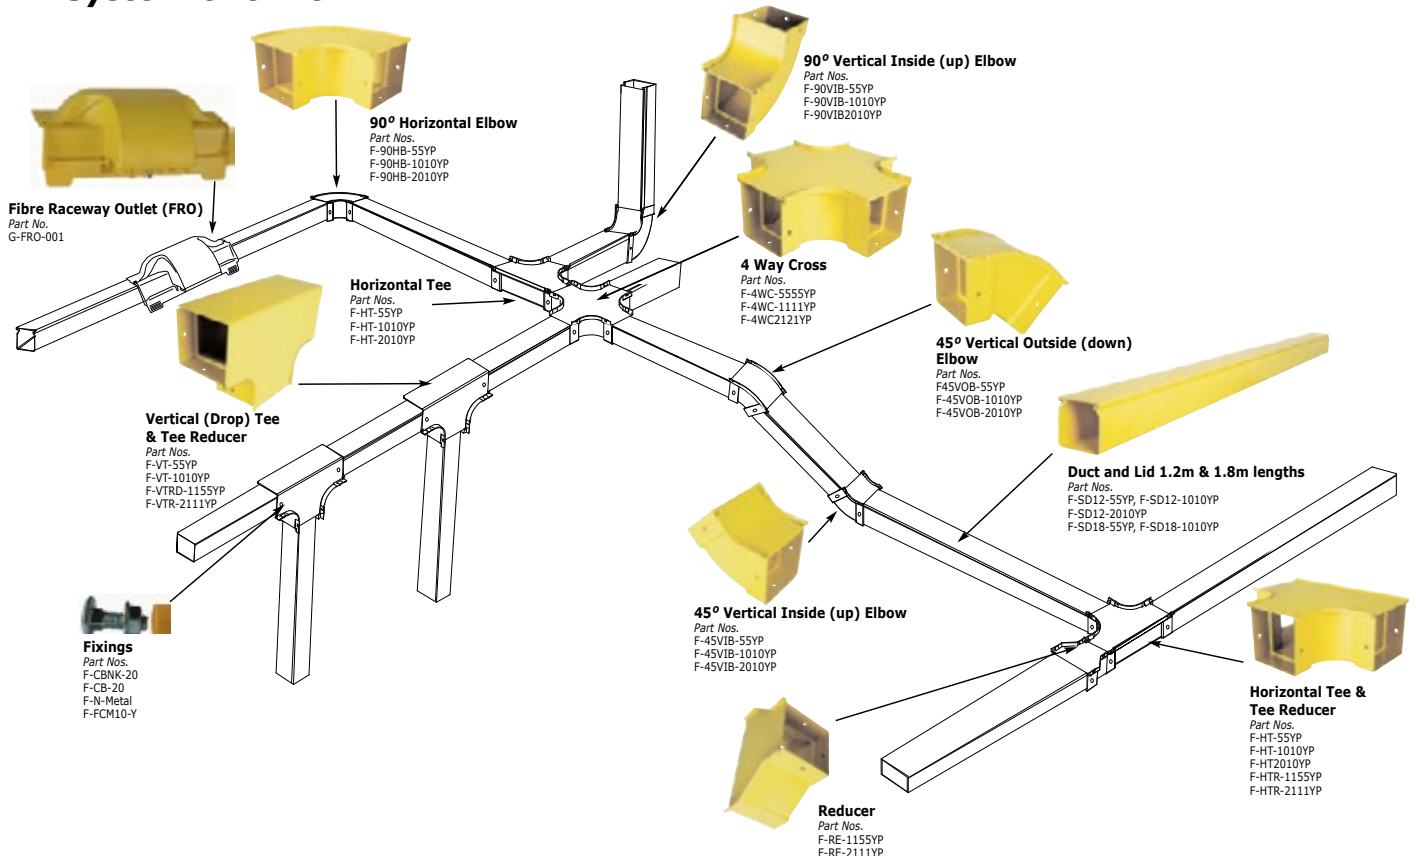 90º Vertical Inside (up) Elbow
Part Nos.
F-90VIB-55YP
F-90VIB-1010YP
F-90VIB2010YP
90º Horizontal Elbow
Part Nos.
F-90HB-55YP
F-90HB-1010YP
F-90HB-2010YP
Fibre Raceway Outlet (FRO)
Part No.
G-FRO-001
Horizontal Tee
Part Nos.
F-HT-55YP
F-HT-1010YP
F-HT-2010YP
4 Way Cross
Part Nos.
F-4WC-5555YP
F-4WC-1111YP
F-4WC2121YP
45º Vertical Outside (down)
Elbow
Part Nos.
F45VOB-55YP
F-45VOB-1010YP
F-45VOB-2010YP
Vertical (Drop) Tee
& Tee Reducer
Part Nos.
F-VT-55YP
F-VT-1010YP
F-VTRD-1155YP
F-VTR-2111YP
Duct and Lid 1.2m & 1.8m lengths
Part Nos.
F-SD12-55YP, F-SD12-1010YP
F-SD12-2010YP
F-SD18-55YP, F-SD18-1010YP
Fixings
Part Nos.
F-CBNK-20
F-CB-20
F-N-Metal
F-FCM10-Y
45º Vertical Inside (up) Elbow
Part Nos.
F-45VIB-55YP
F-45VIB-1010YP
F-45VIB-2010YP
Horizontal Tee &
Tee Reducer
Part Nos.
F-HT-55YP
F-HT-1010YP
F-HT2010YP
F-HTR-1155YP
F-HTR-2111YP
Reducer
Part Nos.
F-RE-1155YP
F-RE-2111YP